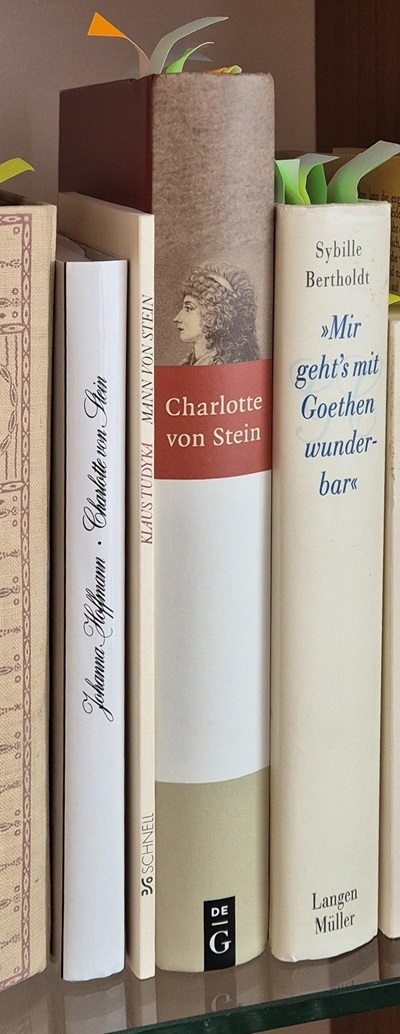 Johanna Hoffmann • Charlotte von Stein
KLAUS TUDYKA MANN VON STEIN
SCHNELL
Charlotte
von Stein
DE
G
Sybille
Bertholdt
»Mir
geht's mit
Goethen
wunder-
bar«
Langen
Müller